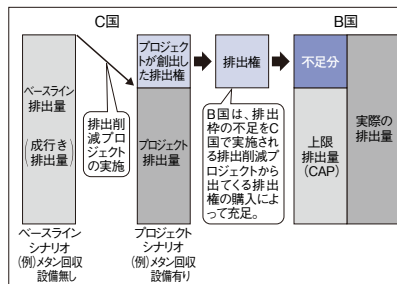 C国
B国
ベースライン
排出量
(成行き
排出量)
排出削
減プロ
ジェクト
の実施
プロジェクト
が創出し
た排出権
プロジェクト
排出量
排出権
B国は、排出
枠の不足をC
国で実施され
る排出削減プ
ロジェクトから
出てくる排出
権の購入によ
って充足。
不足分
上限
排出量
(CAP)
実際の
排出量
ベースライン
シナリオ
(例)メタン回収
設備無し
プロジェクト
シナリオ
(例)メタン回収
設備有り